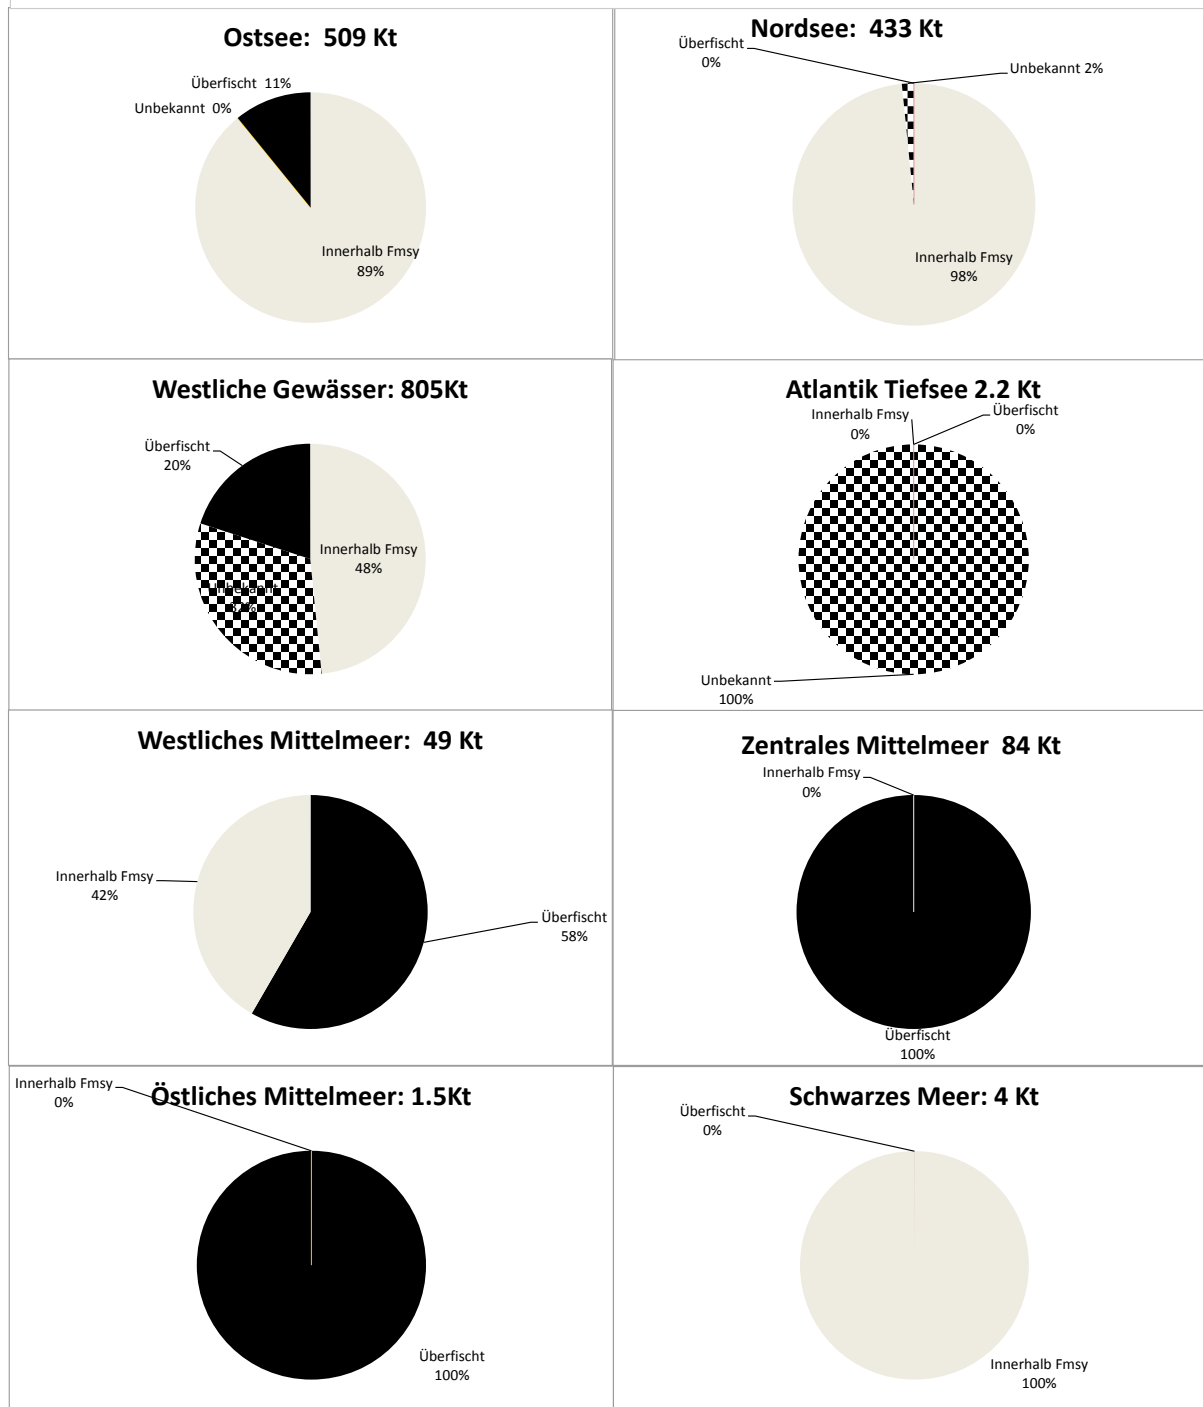 Ostsee: 509 Kt
Überfischt 11%
Unbekannt 0%
Innerhalb Fmsy
89%
Nordsee: 433 Kt
Überfischt
0%
Unbekannt 2%
Innerhalb Fmsy
98%
Westliche Gewässer: 805Kt
Überfischt
20%
Innerhalb Fmsy
48%
Unbekannt
Atlantik Tiefsee 2.2 Kt
Innerhalb Fmsy
0%
Überfischt
0%
Unbekannt
100%
Westliches Mittelmeer: 49 Kt
Innerhalb Fmsy
42%
Überfischt
58%
Zentrales Mittelmeer 84 Kt
Innerhalb Fmsy
0%
Überfischt
100%
Innerhalb Fmsy
0%
Östliches Mittelmeer: 1.5Kt
Überfischt
100%
Schwarzes Meer: 4 Kt
Überfischt
0%
Innerhalb Fmsy
100%